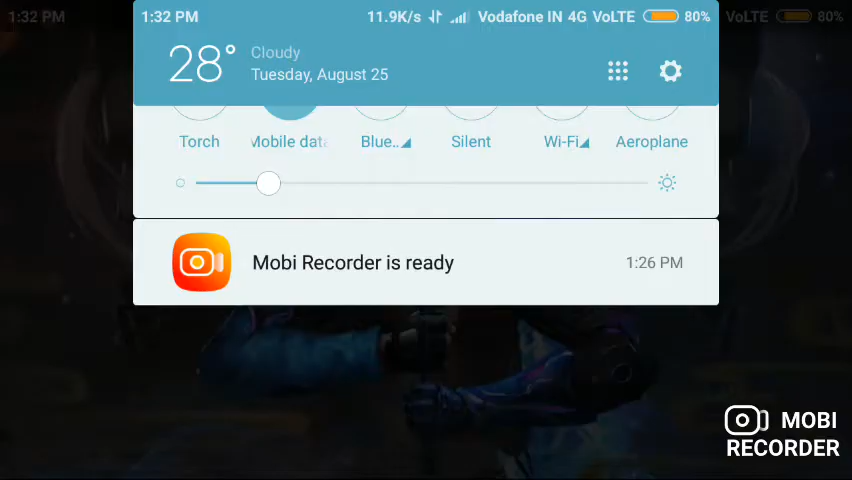 1:32 PM
1:32 PM 11.9K/s Vodafone IN 4G VoLTE 80% VoLTE 80%
28° Cloudy
Tuesday, August 25
Torch Mobile data Blue.. Silent Wi-Fi Aeroplane
Mobi Recorder is ready 1:26 PM
MOBI
RECORDER